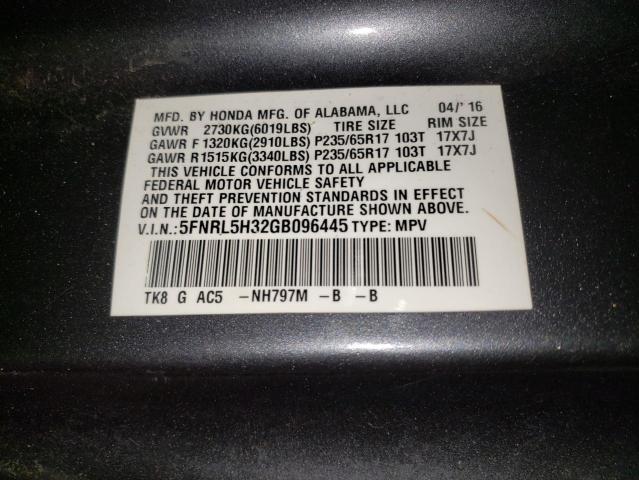 MFD. BY HONDA MFG. OF ALABAMA, LLC 04/'16
GVWR 2730KG(6019LBS) TIRE SIZE RIM SIZE
GAWR F 1320KG(2910LBS) P235/65R17 103T 17X7J
GAWR R 1515KG(3340LBS) P235/65R17 103T 17X7J
THIS VEHICLE CONFORMS TO ALL APPLICABLE
FEDERAL MOTOR VEHICLE SAFETY
AND THEFT PREVENTION STANDARDS IN EFFECT
ON THE DATE OF MANUFACTURE SHOWN ABOVE.
V.I.N.:5FNRL5H32GB096445 TYPE: MPV
TK8 G AC5 -NH797M -B -B